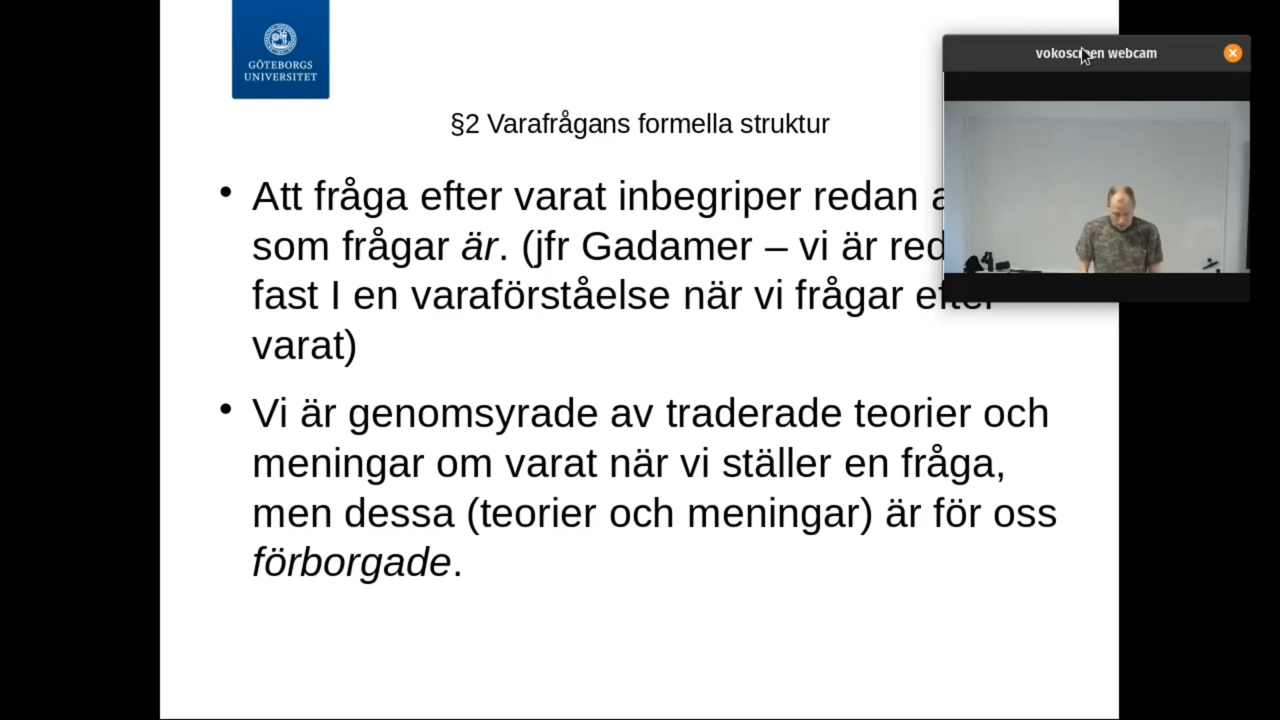 GÖTEBORGS
UNIVERSITET
vokoscreen webcam
§2 Varafrågans formella struktur
• Att fråga efter varat inbegriper redan
som frågar är. (jfr Gadamer – vi är
fast I en varaförståelse när vi frågar efter
varat)
• Vi är genomsyrade av traderade teorier och
meningar om varat när vi ställer en fråga,
men dessa (teorier och meningar) är för oss
förborgade.